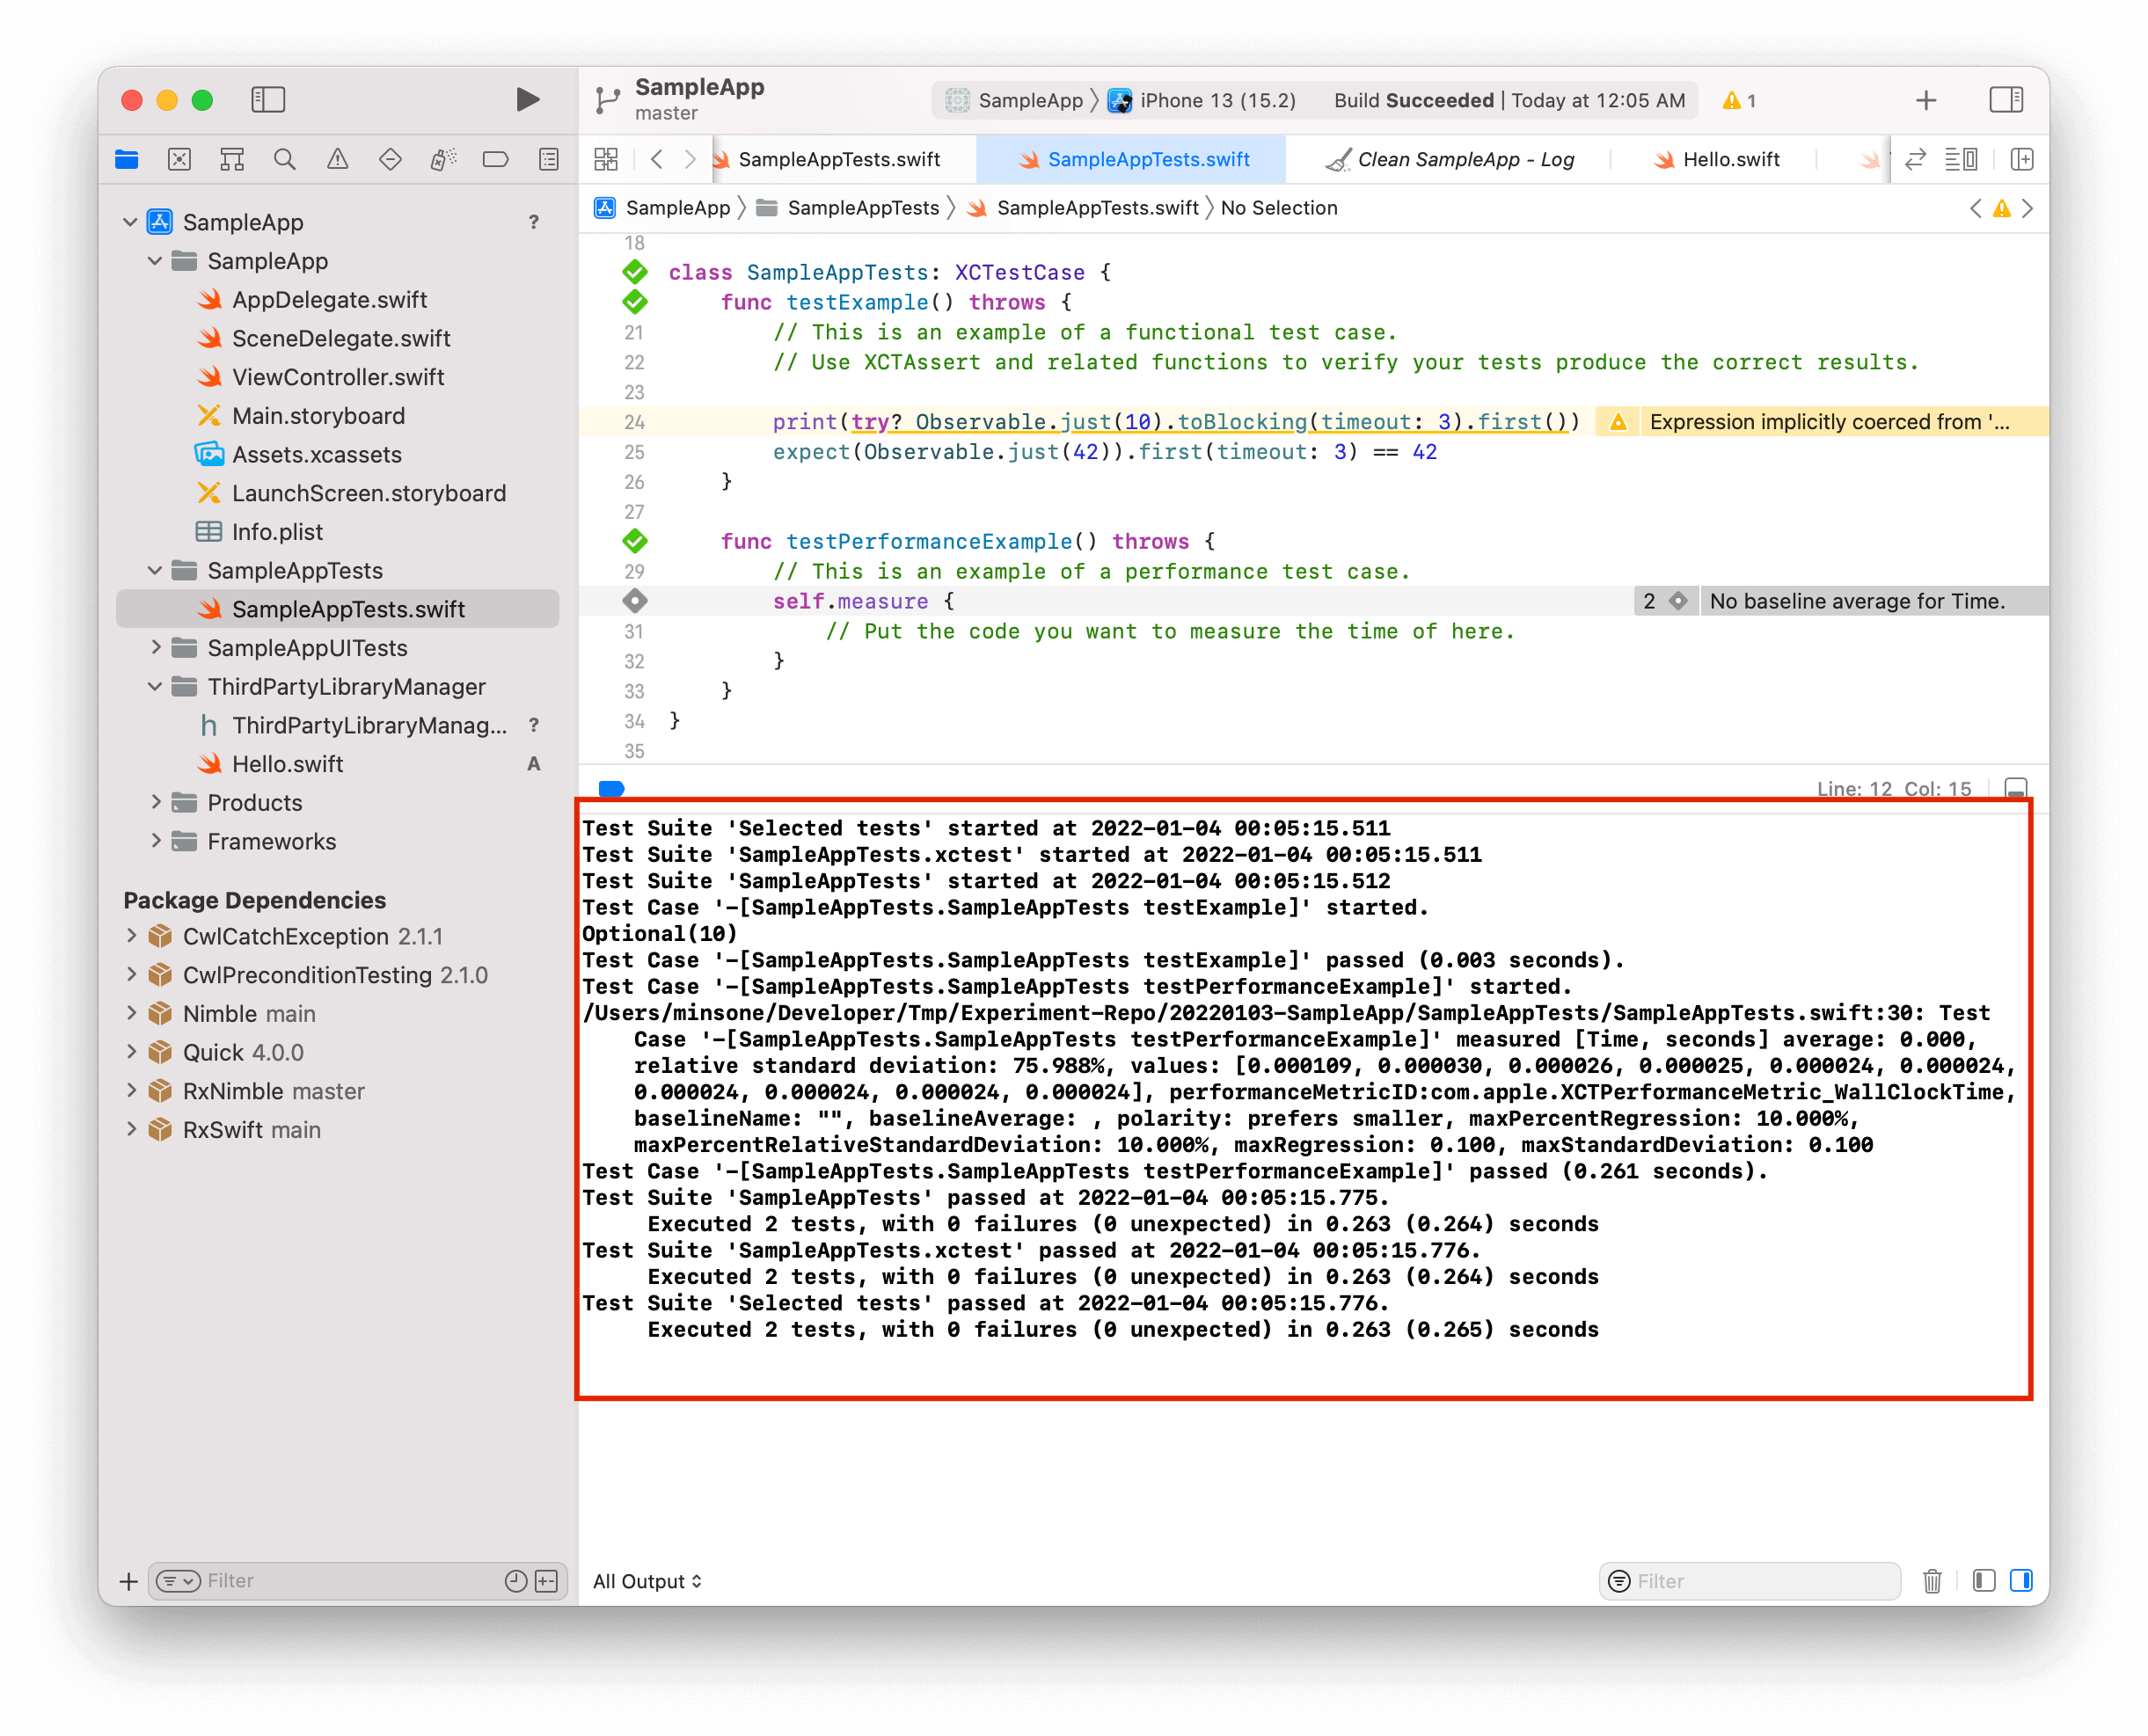 SampleApp
master
SampleApp 〉 iPhone 13 (15.2) Build Succeeded | Today at 12:05 AM 1
SampleAppTests.swift SampleAppTests.swift Clean SampleApp - Log Hello.swift
SampleApp 〉 SampleAppTests 〉 SampleAppTests.swift 〉 No Selection
SampleApp ?
SampleApp
AppDelegate.swift
SceneDelegate.swift
ViewController.swift
Main.storyboard
Assets.xcassets
LaunchScreen.storyboard
Info.plist
SampleAppTests
SampleAppTests.swift
SampleAppUITests
ThirdPartyLibraryManager
h ThirdPartyLibraryManag... ?
Hello.swift A
Products
Frameworks
Package Dependencies
CwlCatchException 2.1.1
CwlPreconditionTesting 2.1.0
Nimble main
Quick 4.0.0
RxNimble master
RxSwift main
Filter
18
class SampleAppTests: XCTestCase {
func testExample() throws {
21 // This is an example of a functional test case.
22 // Use XCTAssert and related functions to verify your tests produce the correct results.
23
24 print(try? Observable.just(10).toBlocking(timeout: 3).first()) Expression implicitly coerced from '...
25 expect(Observable.just(42)).first(timeout: 3) == 42
26 }
27
func testPerformanceExample() throws {
29 // This is an example of a performance test case.
self.measure { 2 No baseline average for Time.
31 // Put the code you want to measure the time of here.
32 }
33 }
34 }
35
Line: 12 Col: 15
Test Suite 'Selected tests' started at 2022-01-04 00:05:15.511
Test Suite 'SampleAppTests.xctest' started at 2022-01-04 00:05:15.511
Test Suite 'SampleAppTests' started at 2022-01-04 00:05:15.512
Test Case '-[SampleAppTests.SampleAppTests testExample]' started.
Optional(10)
Test Case '-[SampleAppTests.SampleAppTests testExample]' passed (0.003 seconds).
Test Case '-[SampleAppTests.SampleAppTests testPerformanceExample]' started.
/Users/minsone/Developer/Tmp/Experiment-Repo/20220103-SampleApp/SampleAppTests/SampleAppTests.swift:30: Test
Case '-[SampleAppTests.SampleAppTests testPerformanceExample]' measured [Time, seconds] average: 0.000,
relative standard deviation: 75.988%, values: [0.000109, 0.000030, 0.000026, 0.000025, 0.000024, 0.000024,
0.000024, 0.000024, 0.000024, 0.000024], performanceMetricID:com.apple.XCTPerformanceMetric_WallClockTime,
baselineName: "", baselineAverage: , polarity: prefers smaller, maxPercentRegression: 10.000%,
maxPercentRelativeStandardDeviation: 10.000%, maxRegression: 0.100, maxStandardDeviation: 0.100
Test Case '-[SampleAppTests.SampleAppTests testPerformanceExample]' passed (0.261 seconds).
Test Suite 'SampleAppTests' passed at 2022-01-04 00:05:15.775.
Executed 2 tests, with 0 failures (0 unexpected) in 0.263 (0.264) seconds
Test Suite 'SampleAppTests.xctest' passed at 2022-01-04 00:05:15.776.
Executed 2 tests, with 0 failures (0 unexpected) in 0.263 (0.264) seconds
Test Suite 'Selected tests' passed at 2022-01-04 00:05:15.776.
Executed 2 tests, with 0 failures (0 unexpected) in 0.263 (0.265) seconds
All Output
Filter